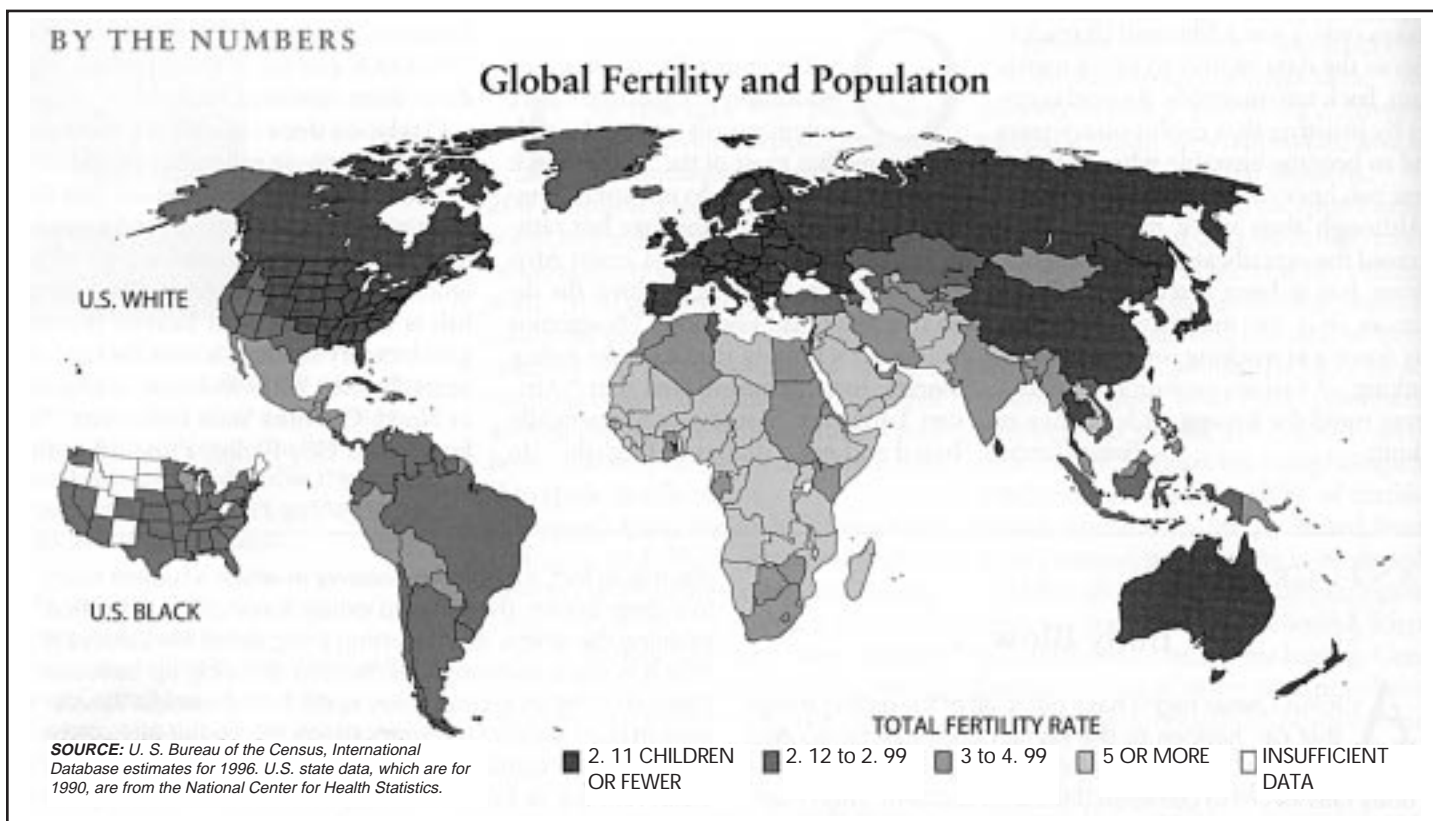 BY THE NUMBERS
Global Fertility and Population
U.S. WHITE
U.S. BLACK
TOTAL FERTILITY RATE
SOURCE: U. S. Bureau of the Census, International
Database estimates for 1996. U.S. state data, which are for
1990, are from the National Center for Health Statistics.
2. 11 CHILDREN
OR FEWER
2. 12 to 2. 99
3 to 4. 99
5 OR MORE
INSUFFICIENT
DATA